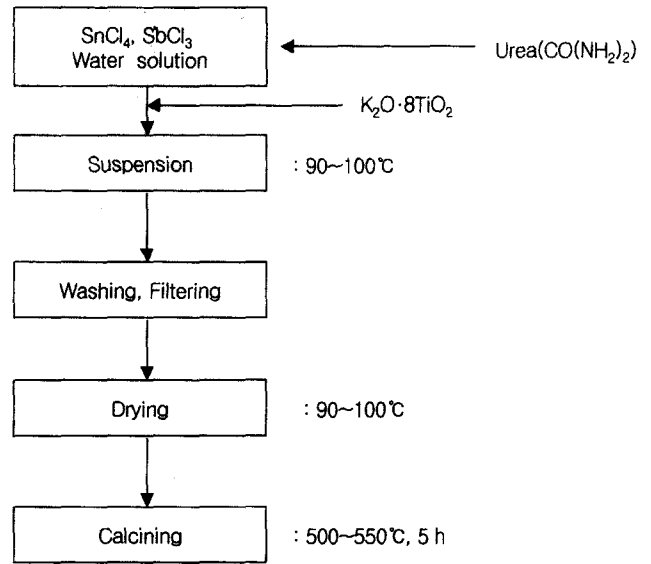 SnCl₄, SbCl₃
Water solution
Urea(CO(NH₂)₂)
K₂O·8TiO₂
Suspension
: 90~100℃
Washing, Filtering
Drying
: 90~100℃
Calcining
: 500~550℃, 5 h